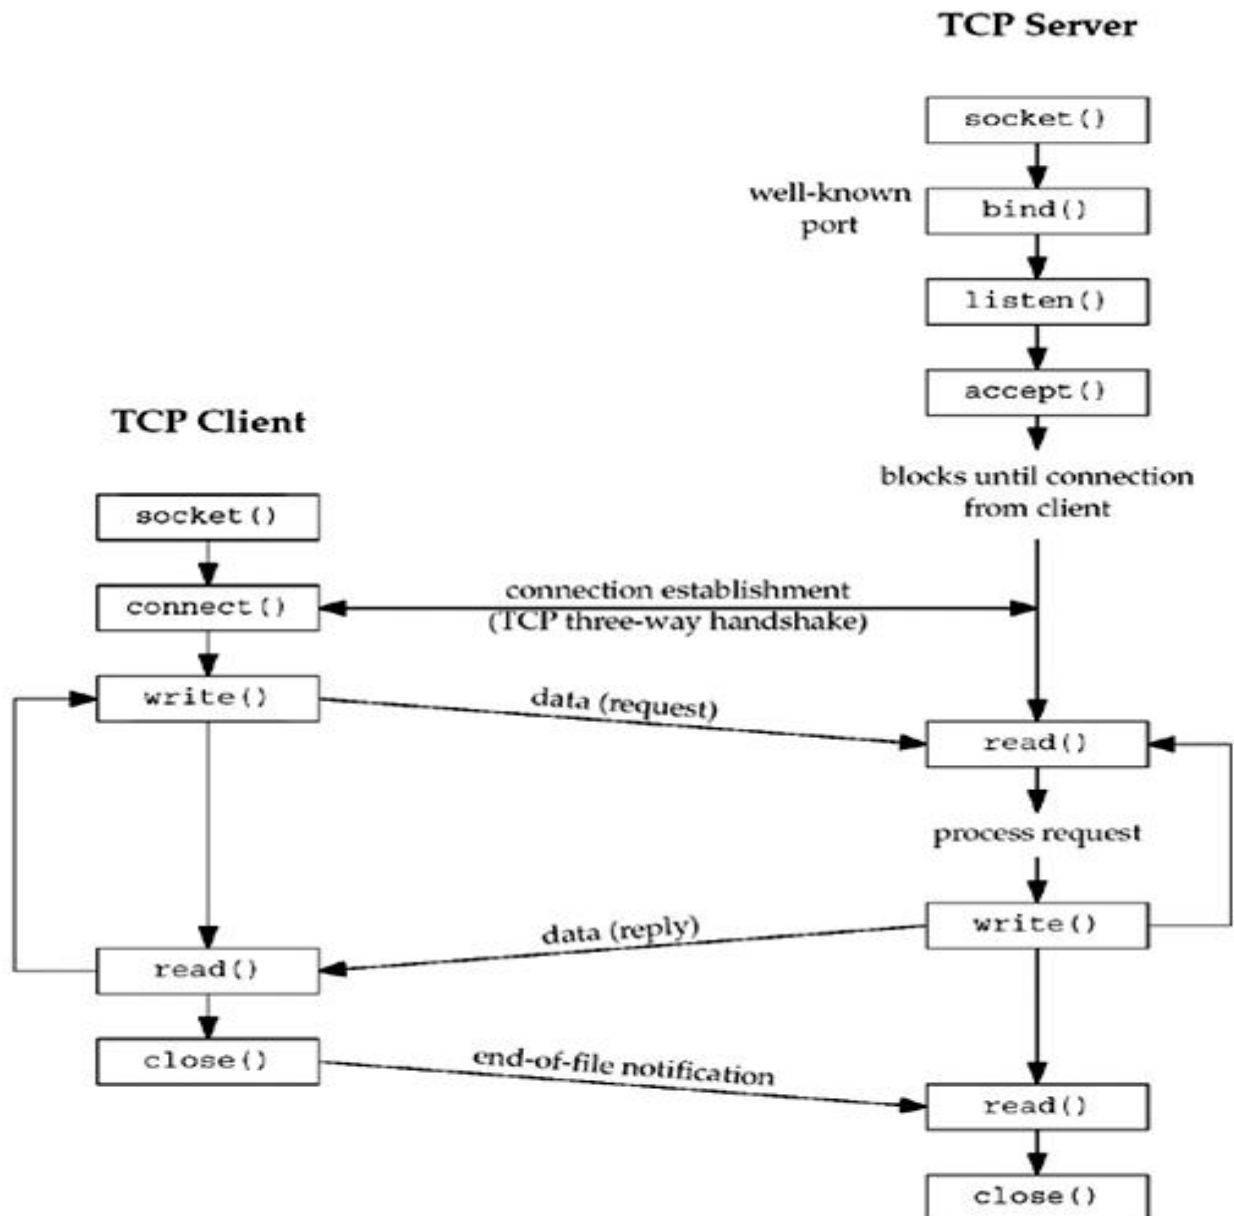 TCP Server
socket()
well-known
port
bind()
listen()
accept()
blocks until connection
from client
TCP Client
socket()
connect()
connection establishment
(TCP three-way handshake)
write()
data (request)
read()
process request
write()
data (reply)
read()
close()
end-of-file notification
read()
close()